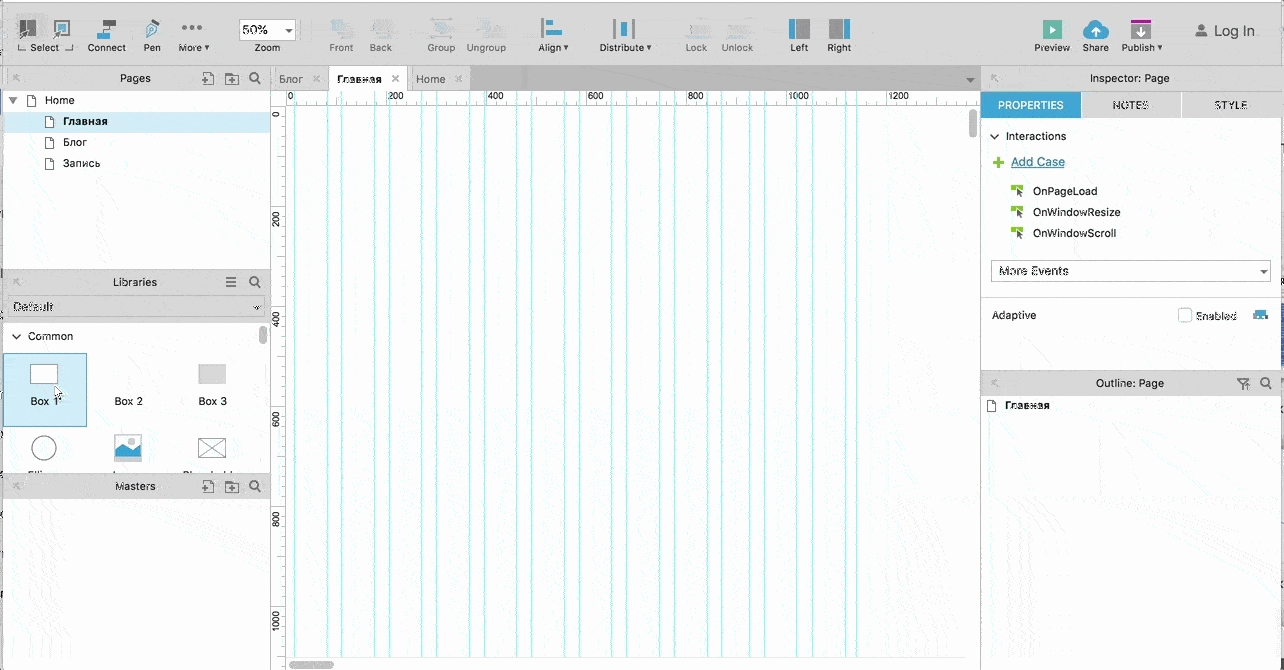 50%
Select Connect Pen More ▾ Zoom Front Back Group Ungroup Align ▾ Distribute ▾ Lock Unlock Left Right Preview Share Publish ▾ Log In
Pages
Home
Главная
Блог
Запись
Libraries
Default
Common
Box 1 Box 2 Box 3
Masters
Блог × Главная × Home ×
0 200 400 600 800 1000 1200
0
200
400
600
800
1000
Inspector: Page
PROPERTIES NOTES STYLE
Interactions
Add Case
OnPageLoad
OnWindowResize
OnWindowScroll
More Events
Adaptive Enabled
Outline: Page
Главная